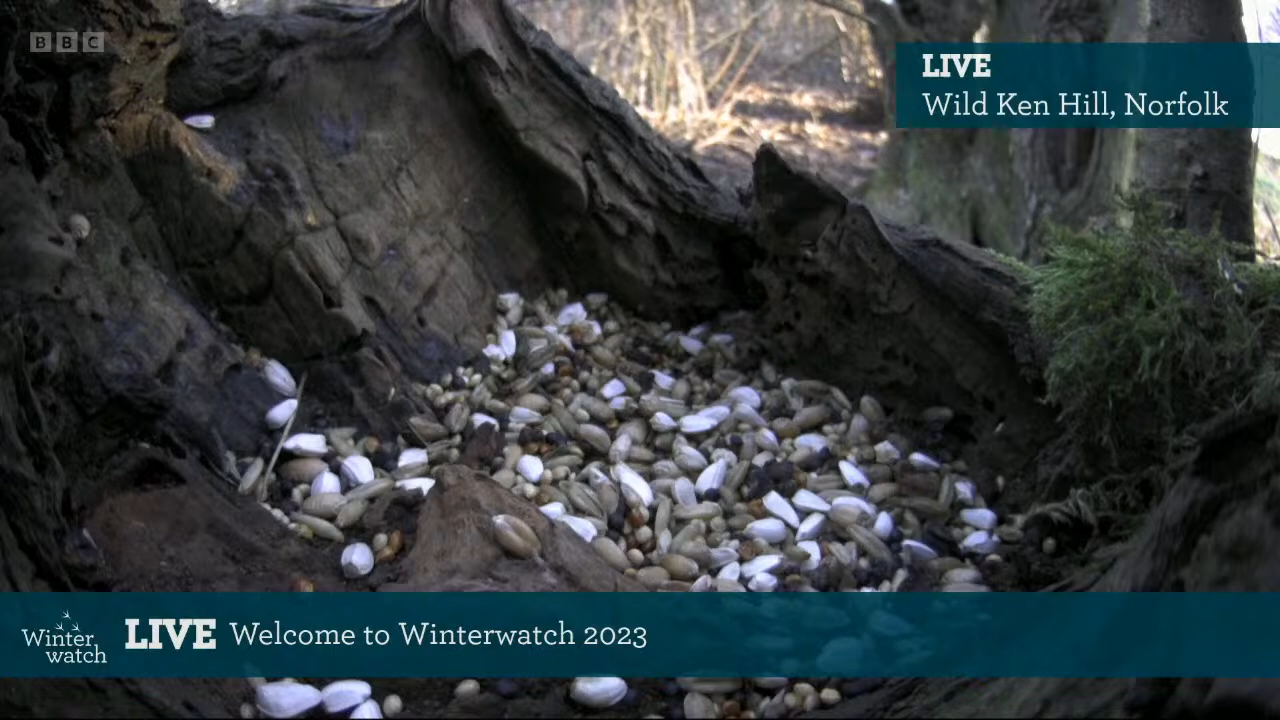 BBC
LIVE
Wild Ken Hill, Norfolk
Winter
watch
LIVE Welcome to Winterwatch 2023